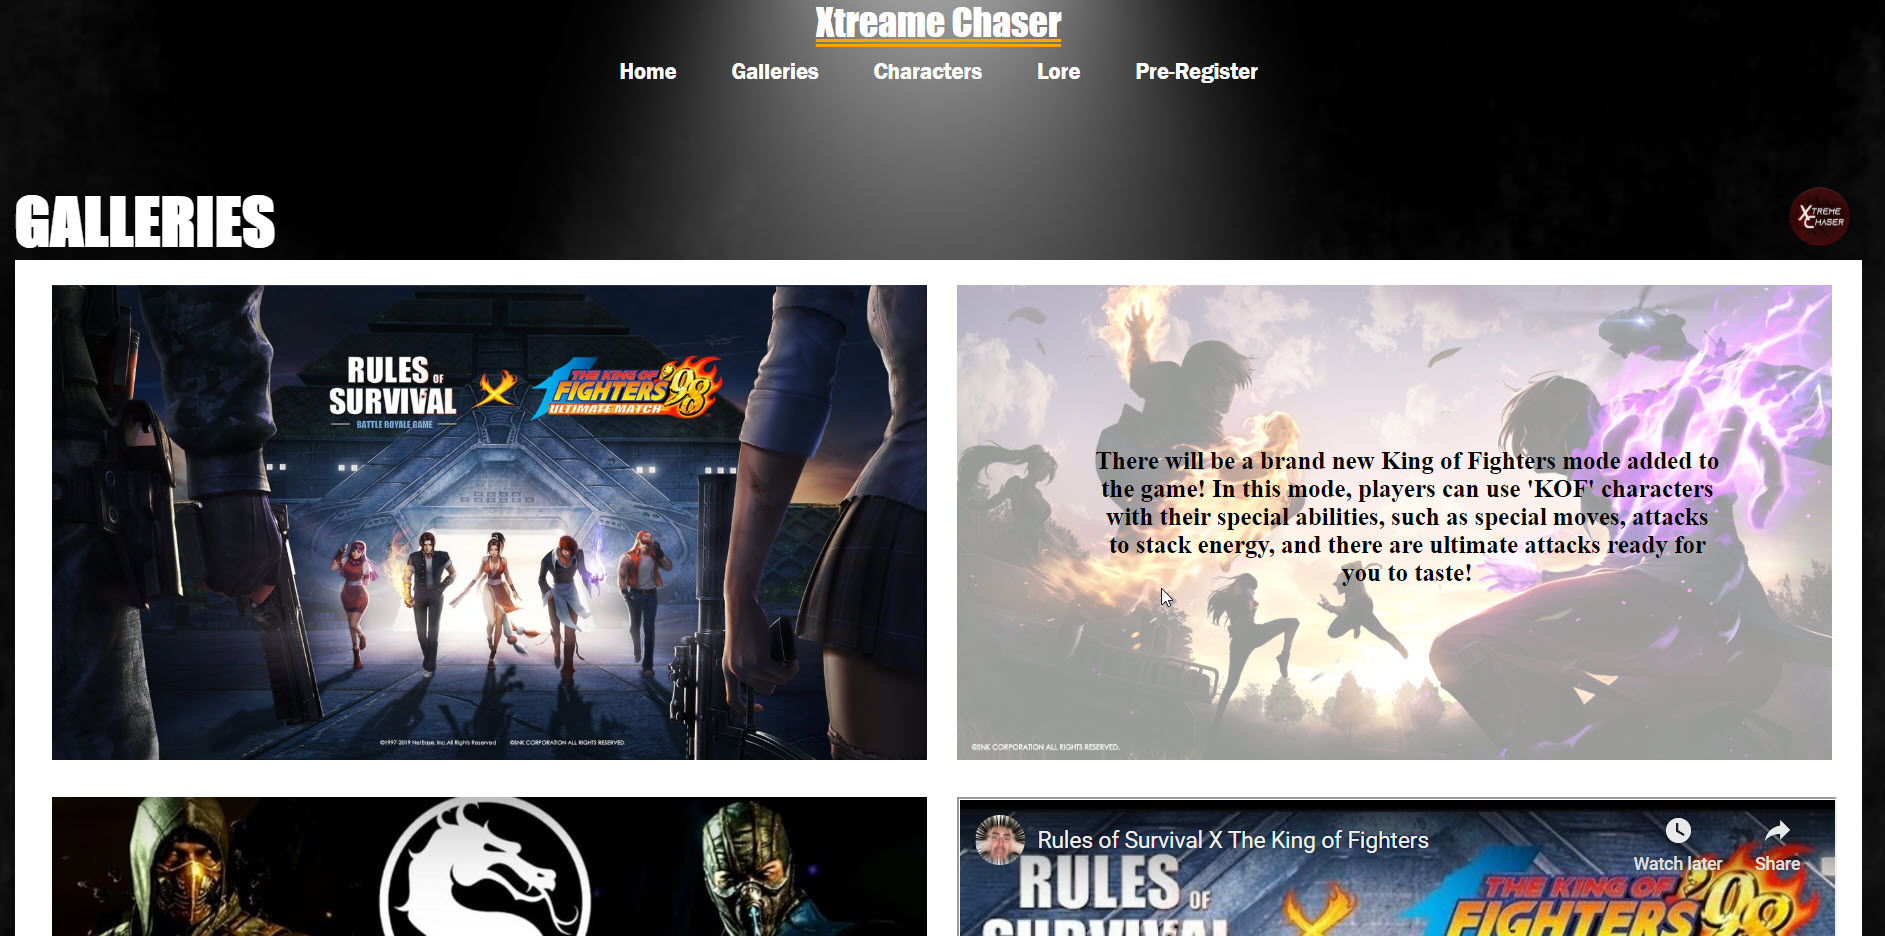 Xtreame Chaser
Home Galleries Characters Lore Pre-Register
GALLERIES
XTREME
CHASER
RULES OF
SURVIVAL
BATTLE ROYALE GAME
X
THE KING OF
FIGHTERS '98
ULTIMATE MATCH
©1997-2019 NetEase, Inc.All Rights Reserved ©SNK CORPORATION ALL RIGHTS RESERVED.
There will be a brand new King of Fighters mode added to
the game! In this mode, players can use 'KOF' characters
with their special abilities, such as special moves, attacks
to stack energy, and there are ultimate attacks ready for
you to taste!
©SNK CORPORATION ALL RIGHTS RESERVED.
Rules of Survival X The King of Fighters
Watch later
Share
RULES OF
SURVIVAL
X
THE KING OF
FIGHTERS '98